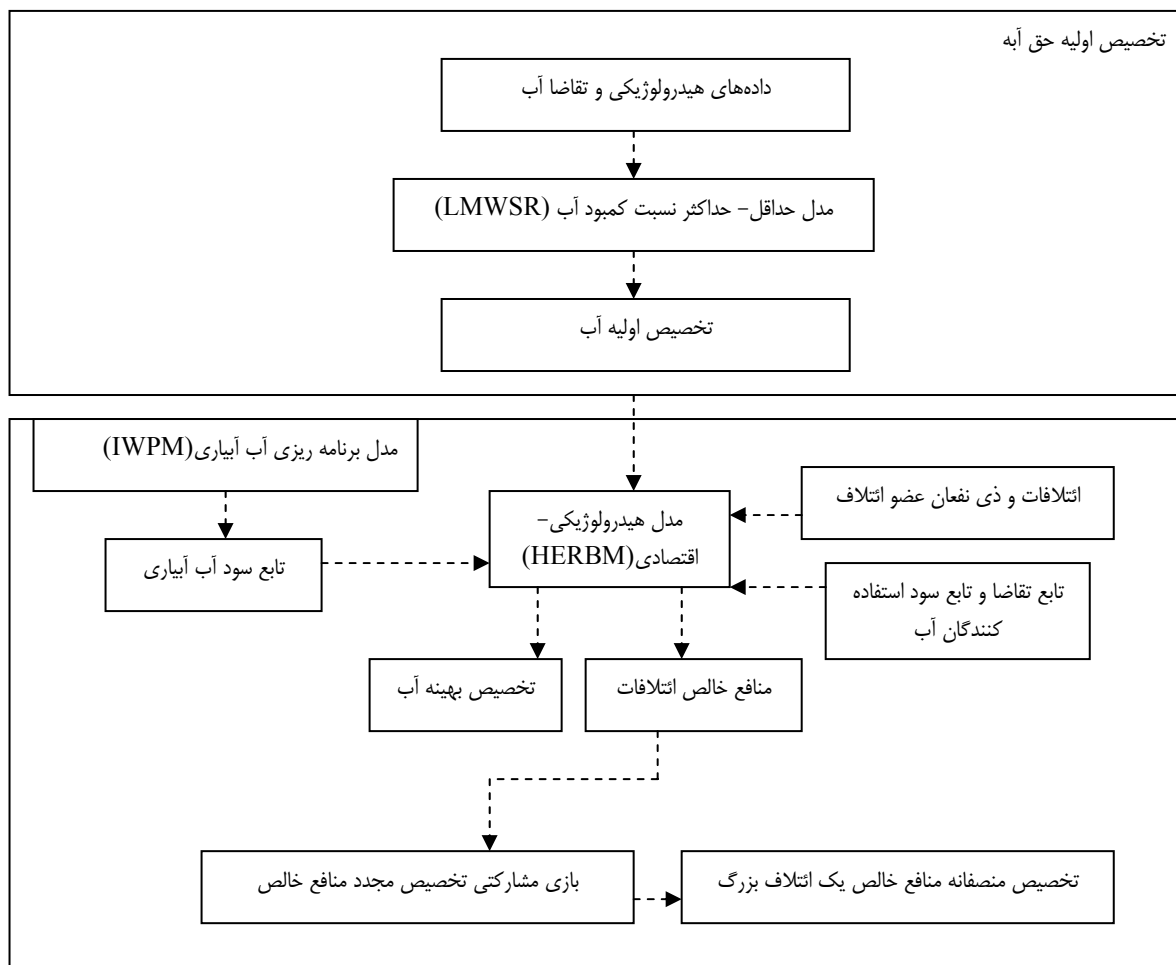 تخصیص اولیه حق آبه
داده‌های هیدرولوژیکی و تقاضا آب
مدل حداقل- حداکثر نسبت کمبود آب (LMWSR)
تخصیص اولیه آب
مدل برنامه ریزی آب آبیاری(IWPM)
ائتلافات و ذی نفعان عضو ائتلاف
مدل هیدرولوژیکی-
اقتصادی(HERBM)
تابع سود آب آبیاری
تابع تقاضا و تابع سود استفاده
کنندگان آب
منافع خالص ائتلافات
تخصیص بهینه آب
بازی مشارکتی تخصیص مجدد منافع خالص
تخصیص منصفانه منافع خالص یک ائتلاف بزرگ